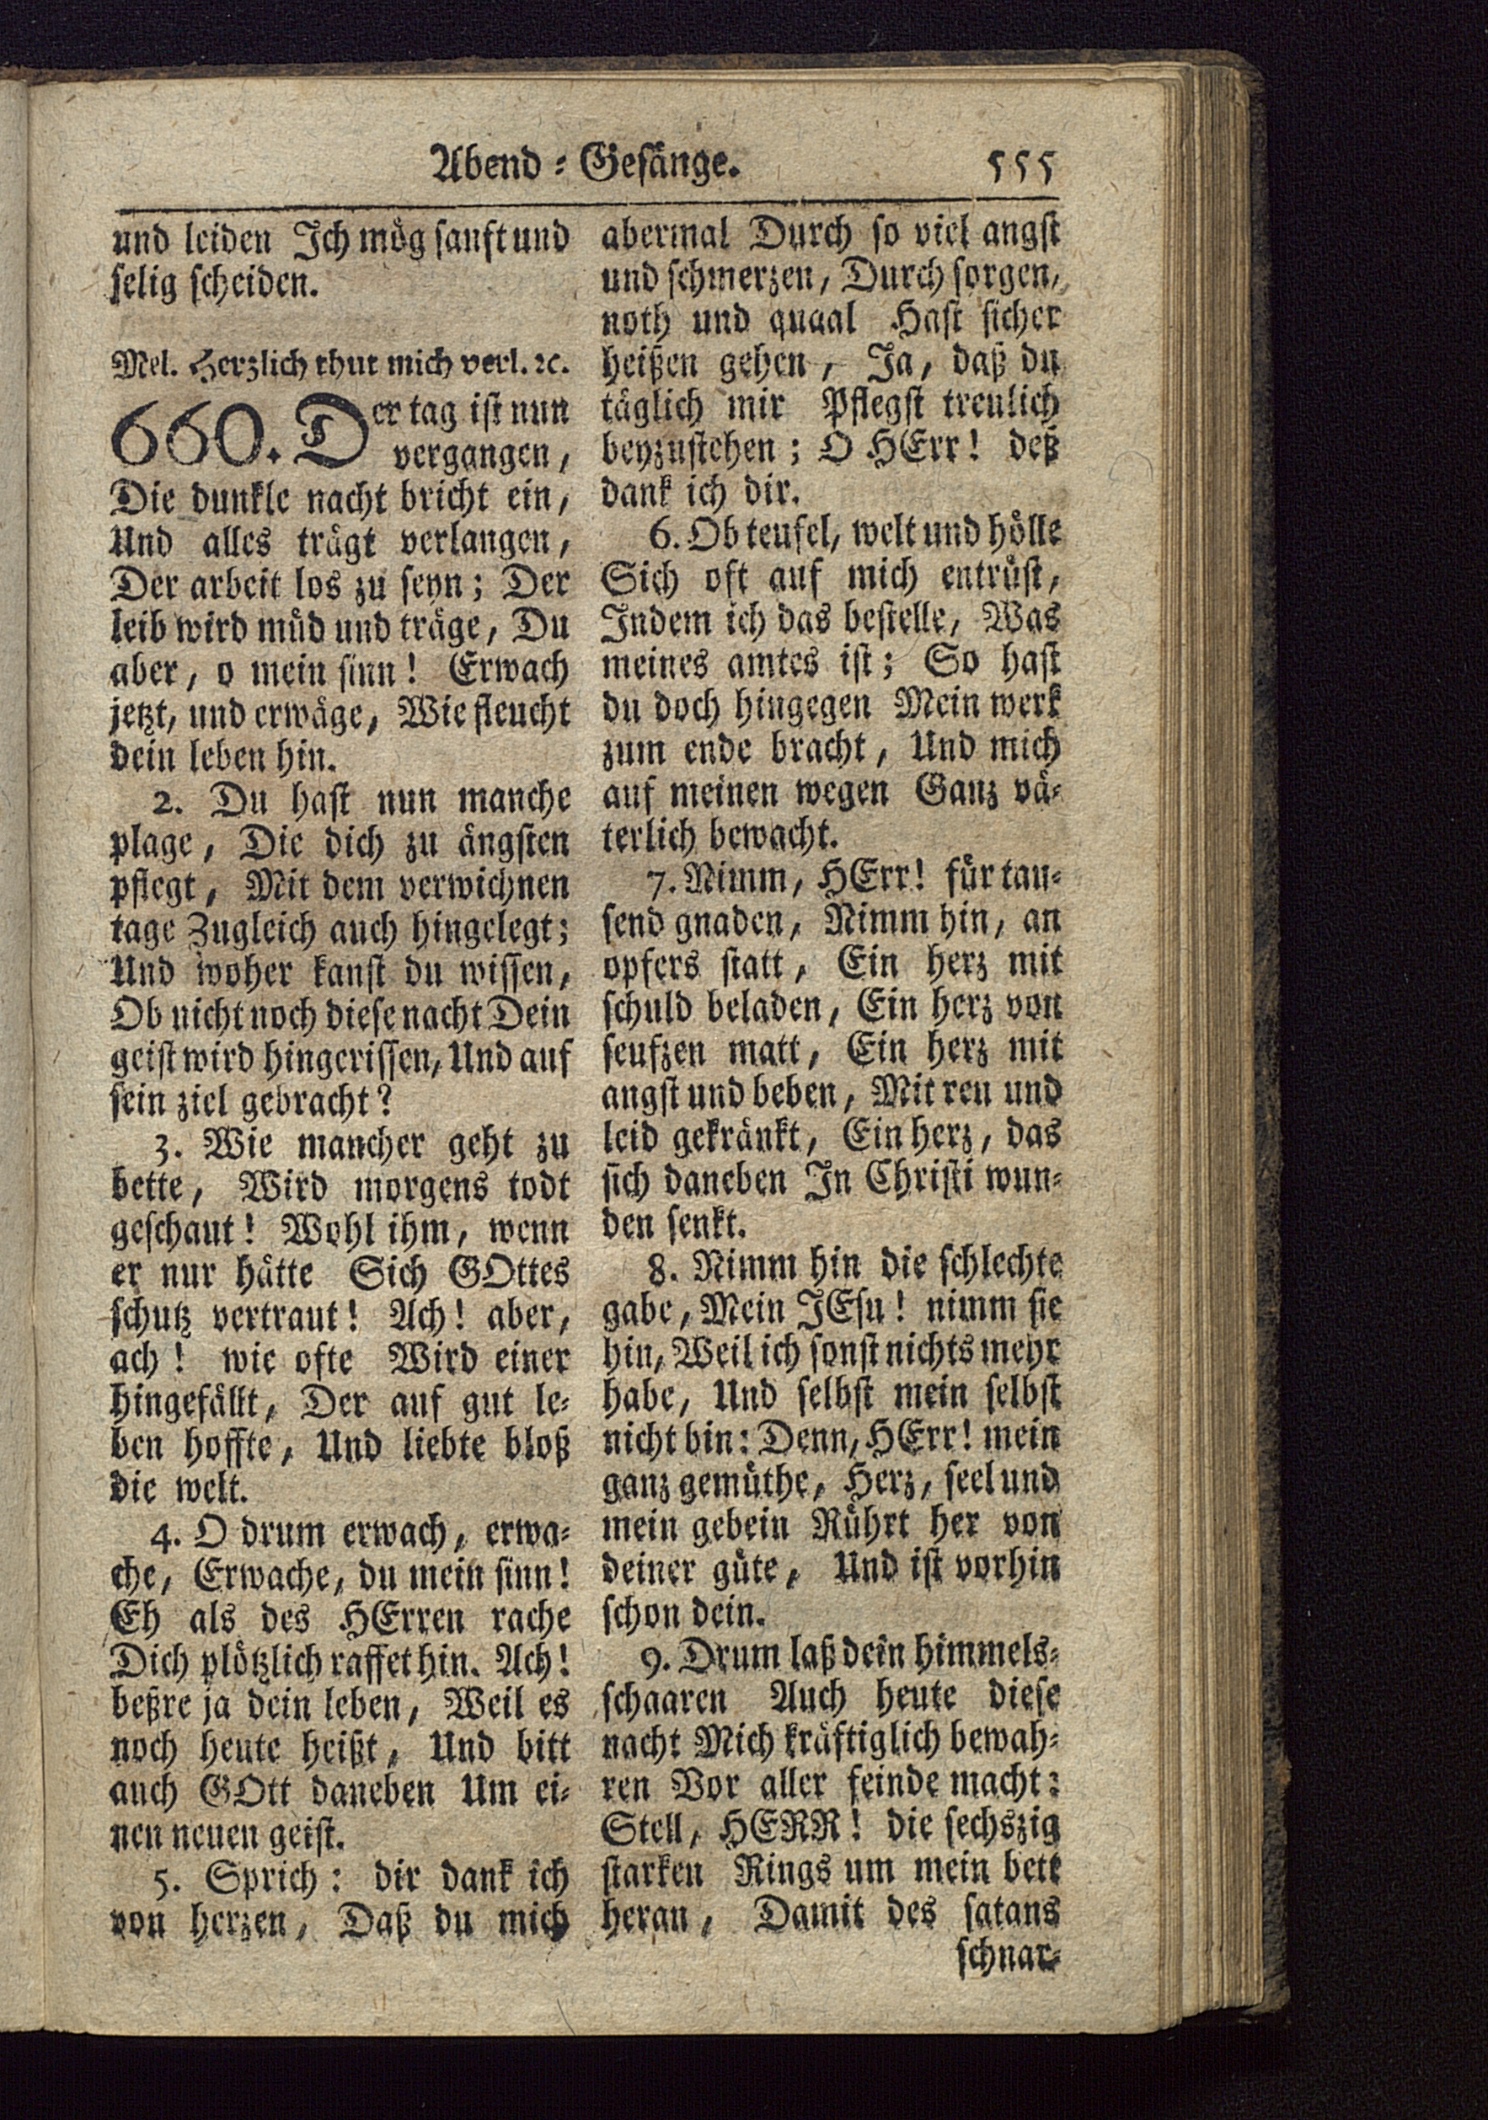 Abend-Gesänge. 555
und leiden Ich mög sanft und
selig scheiden.
Mel. Herzlich thut mich verl. ꝛc.
660. Der tag ist nun
vergangen,
Die dunkle nacht bricht ein,
Und alles trägt verlangen,
Der arbeit los zu seyn; Der
leib wird müd und träge, Du
aber, o mein sinn! Erwach
jetzt, und erwäge, Wie fleucht
dein leben hin.
2. Du hast nun manche
plage, Die dich zu ängsten
pflegt, Mit dem verwichnen
tage Zugleich auch hingelegt;
Und woher kanst du wissen,
Ob nicht noch diese nacht Dein
geist wird hingerissen, Und auf
sein ziel gebracht?
3. Wie mancher geht zu
bette, Wird morgens todt
geschaut! Wohl ihm, wenn
er nur hätte Sich GOttes
schutz vertraut! Ach! aber,
ach! wie ofte Wird einer
hingefällt, Der auf gut le-
ben hoffte, Und liebte bloß
die welt.
4. O drum erwach, erwa-
che, Erwache, du mein sinn!
Eh als des HErren rache
Dich plötzlich raffet hin. Ach!
beßre ja dein leben, Weil es
noch heute heißt, Und bitt
auch GOtt daneben Um ei-
nen neuen geist.
5. Sprich: dir dank ich
von herzen, Daß du mich
abermal Durch so viel angst
und schmerzen, Durch sorgen,
noth und quaal Hast sicher
heißen gehen, Ja, daß du
täglich mir Pflegst treulich
beyzustehen; O HErr! deß
dank ich dir.
6. Ob teufel, welt und hölle
Sich oft auf mich entrüst,
Indem ich das bestelle, Was
meines amtes ist; So hast
du doch hingegen Mein werk
zum ende bracht, Und mich
auf meinen wegen Ganz vä-
terlich bewacht.
7. Nimm, HErr! für tau-
send gnaden, Nimm hin, an
opfers statt, Ein herz mit
schuld beladen, Ein herz von
seufzen matt, Ein herz mit
angst und beben, Mit reu und
leid gekränkt, Ein herz, das
sich daneben In Christi wun-
den senkt.
8. Nimm hin die schlechte
gabe, Mein JEsu! nimm sie
hin, Weil ich sonst nichts mehr
habe, Und selbst mein selbst
nicht bin: Denn, HErr! mein
ganz gemüthe, Herz, seel und
mein gebein Rührt her von
deiner güte, Und ist vorhin
schon dein.
9. Drum laß dein himmels-
schaaren Auch heute diese
nacht Mich kräftiglich bewah-
ren Vor aller feinde macht:
Stell, HERR! die sechszig
starken Rings um mein bett
heran, Damit des satans
schnar-